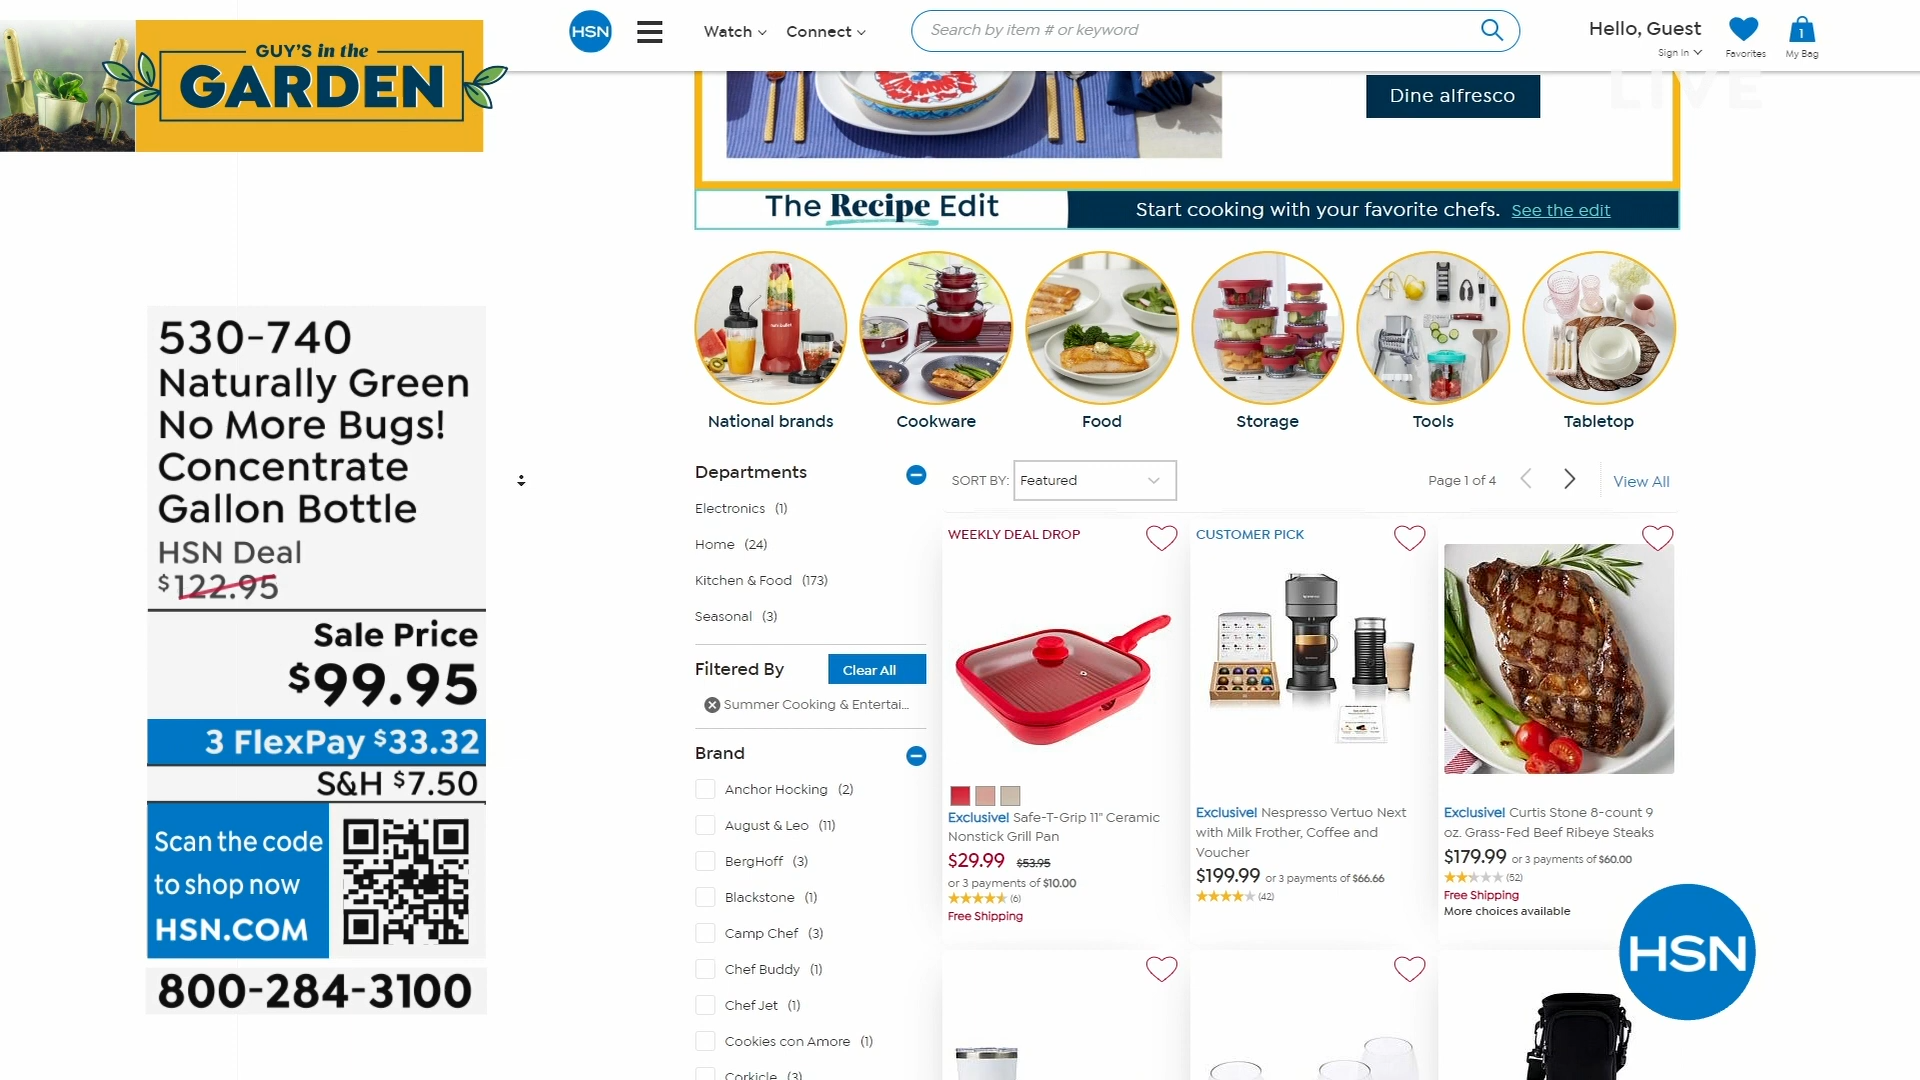 GUY'S in the
GARDEN
HSN
Watch
Connect
Search by item # or keyword
Hello, Guest
Sign In
Favorites
1
My Bag
LIVE
Dine alfresco
The Recipe Edit
Start cooking with your favorite chefs. See the edit
National brands
Cookware
Food
Storage
Tools
Tabletop
530-740
Naturally Green
No More Bugs!
Concentrate
Gallon Bottle
HSN Deal
$122.95
Sale Price
$99.95
3 FlexPay $33.32
S&H $7.50
Scan the code
to shop now
HSN.COM
800-284-3100
Departments
Electronics (1)
Home (24)
Kitchen & Food (173)
Seasonal (3)
Filtered By
Clear All
Summer Cooking & Entertai...
Brand
Anchor Hocking (2)
August & Leo (11)
BergHoff (3)
Blackstone (1)
Camp Chef (3)
Chef Buddy (1)
Chef Jet (1)
Cookies con Amore (1)
Corkicle (3)
SORT BY: Featured
Page 1 of 4
View All
WEEKLY DEAL DROP
Exclusive! Safe-T-Grip 11" Ceramic
Nonstick Grill Pan
$29.99 $53.95
or 3 payments of $10.00
(6)
Free Shipping
CUSTOMER PICK
Exclusive! Nespresso Vertuo Next
with Milk Frother, Coffee and
Voucher
$199.99 or 3 payments of $66.66
(42)
Exclusive! Curtis Stone 8-count 9
oz. Grass-Fed Beef Ribeye Steaks
$179.99 or 3 payments of $60.00
(52)
Free Shipping
More choices available
HSN